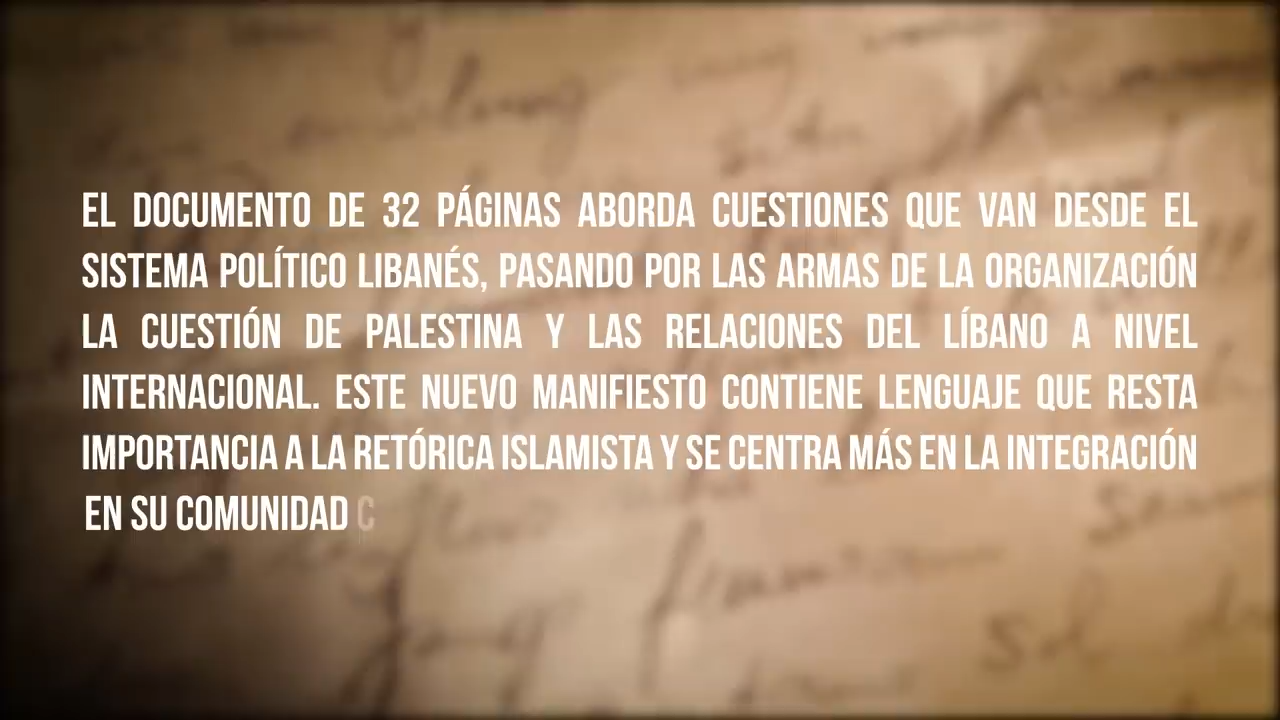 EL DOCUMENTO DE 32 PÁGINAS ABORDA CUESTIONES QUE VAN DESDE EL
SISTEMA POLÍTICO LIBANÉS, PASANDO POR LAS ARMAS DE LA ORGANIZACIÓN
LA CUESTIÓN DE PALESTINA Y LAS RELACIONES DEL LÍBANO A NIVEL
INTERNACIONAL. ESTE NUEVO MANIFIESTO CONTIENE LENGUAJE QUE RESTA
IMPORTANCIA A LA RETÓRICA ISLAMISTA Y SE CENTRA MÁS EN LA INTEGRACIÓN
EN SU COMUNIDAD C